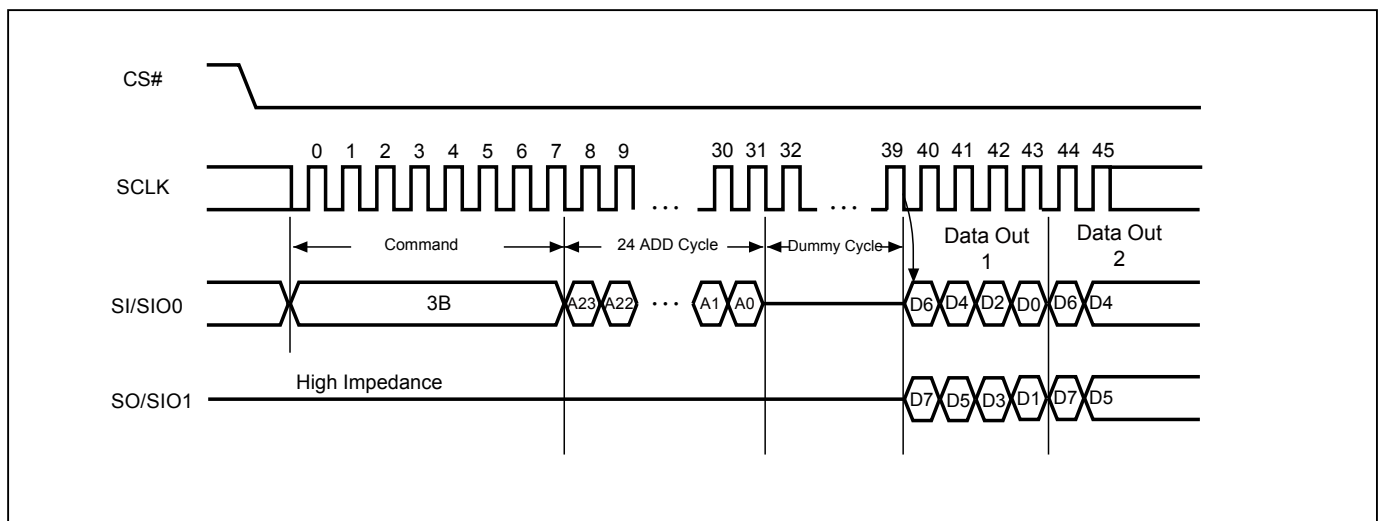 CS#
0 1 2 3 4 5 6 7 8 9 30 31 32 39 40 41 42 43 44 45
SCLK
... ...
Command 24 ADD Cycle Dummy Cycle Data Out 1 Data Out 2
SI/SIO0 3B A23 A22 ... A1 A0 D6 D4 D2 D0 D6 D4
High Impedance
SO/SIO1 D7 D5 D3 D1 D7 D5